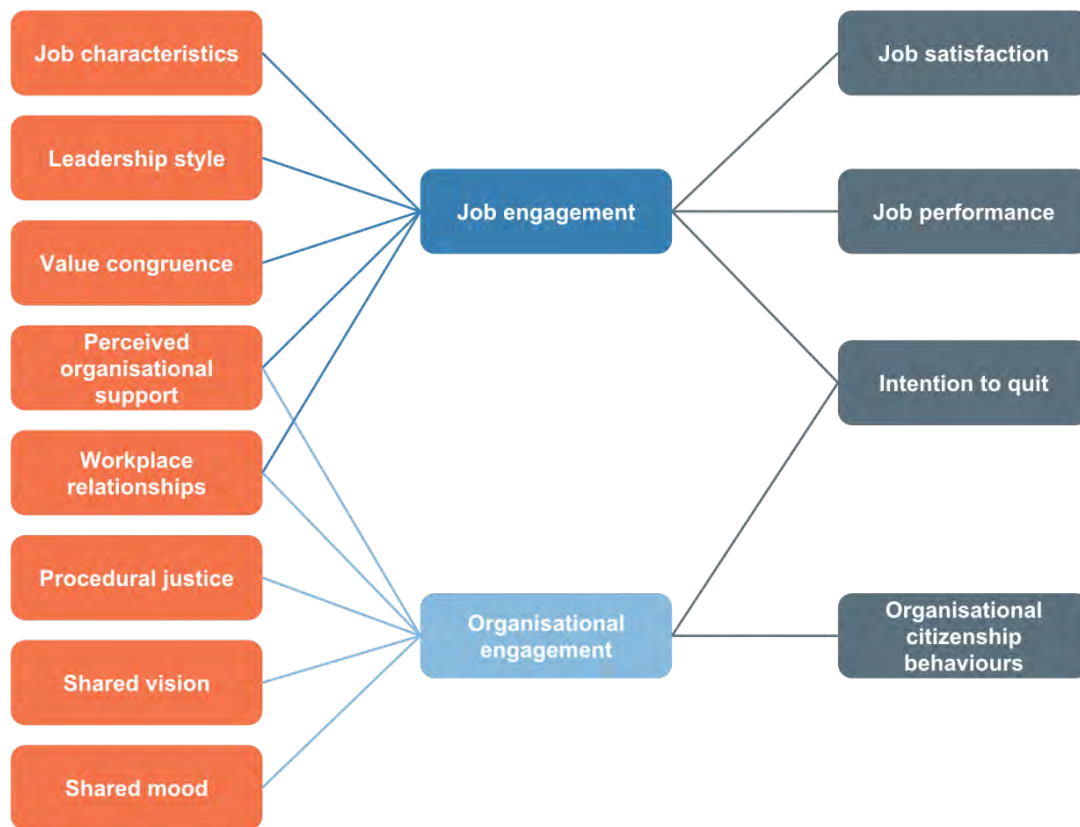 Job characteristics
Leadership style
Value congruence
Perceived
organisational
support
Workplace
relationships
Procedural justice
Shared vision
Shared mood
Job engagement
Organisational
engagement
Job satisfaction
Job performance
Intention to quit
Organisational
citizenship
behaviours